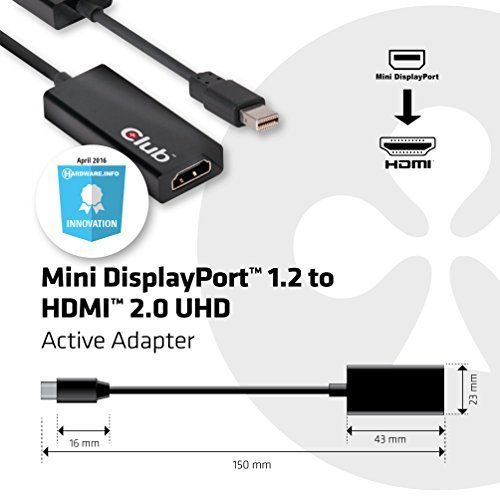 Club™
April 2016
HARDWARE.INFO
INNOVATION
Mini DisplayPort
HDMI
Mini DisplayPort™ 1.2 to
HDMI™ 2.0 UHD
Active Adapter
23 mm
16 mm
43 mm
150 mm